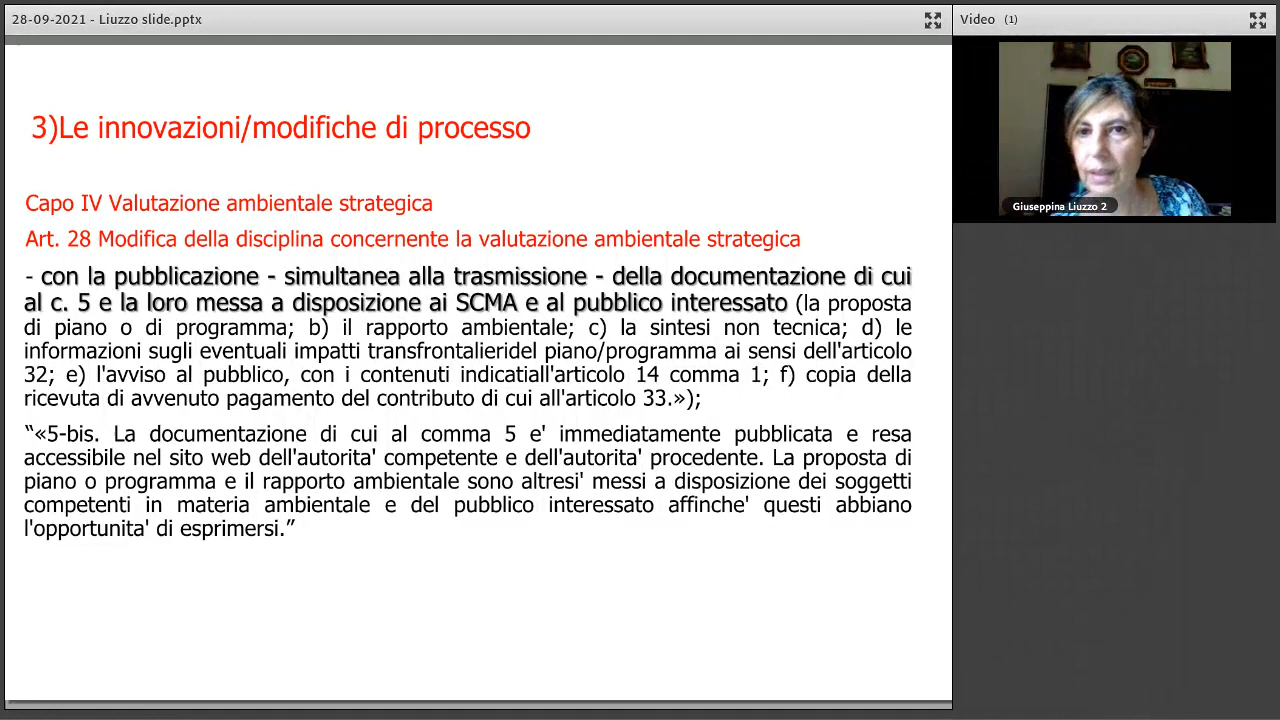 28-09-2021 - Liuzzo slide.pptx
Video (1)
Giuseppina Liuzzo 2
3)Le innovazioni/modifiche di processo
Capo IV Valutazione ambientale strategica
Art. 28 Modifica della disciplina concernente la valutazione ambientale strategica
- con la pubblicazione - simultanea alla trasmissione - della documentazione di cui
al c. 5 e la loro messa a disposizione ai SCMA e al pubblico interessato (la proposta
di piano o di programma; b) il rapporto ambientale; c) la sintesi non tecnica; d) le
informazioni sugli eventuali impatti transfrontalieridel piano/programma ai sensi dell'articolo
32; e) l'avviso al pubblico, con i contenuti indicatiall'articolo 14 comma 1; f) copia della
ricevuta di avvenuto pagamento del contributo di cui all'articolo 33.»);
“«5-bis. La documentazione di cui al comma 5 e' immediatamente pubblicata e resa
accessibile nel sito web dell'autorita' competente e dell'autorita' procedente. La proposta di
piano o programma e il rapporto ambientale sono altresi' messi a disposizione dei soggetti
competenti in materia ambientale e del pubblico interessato affinche' questi abbiano
l'opportunita' di esprimersi.”